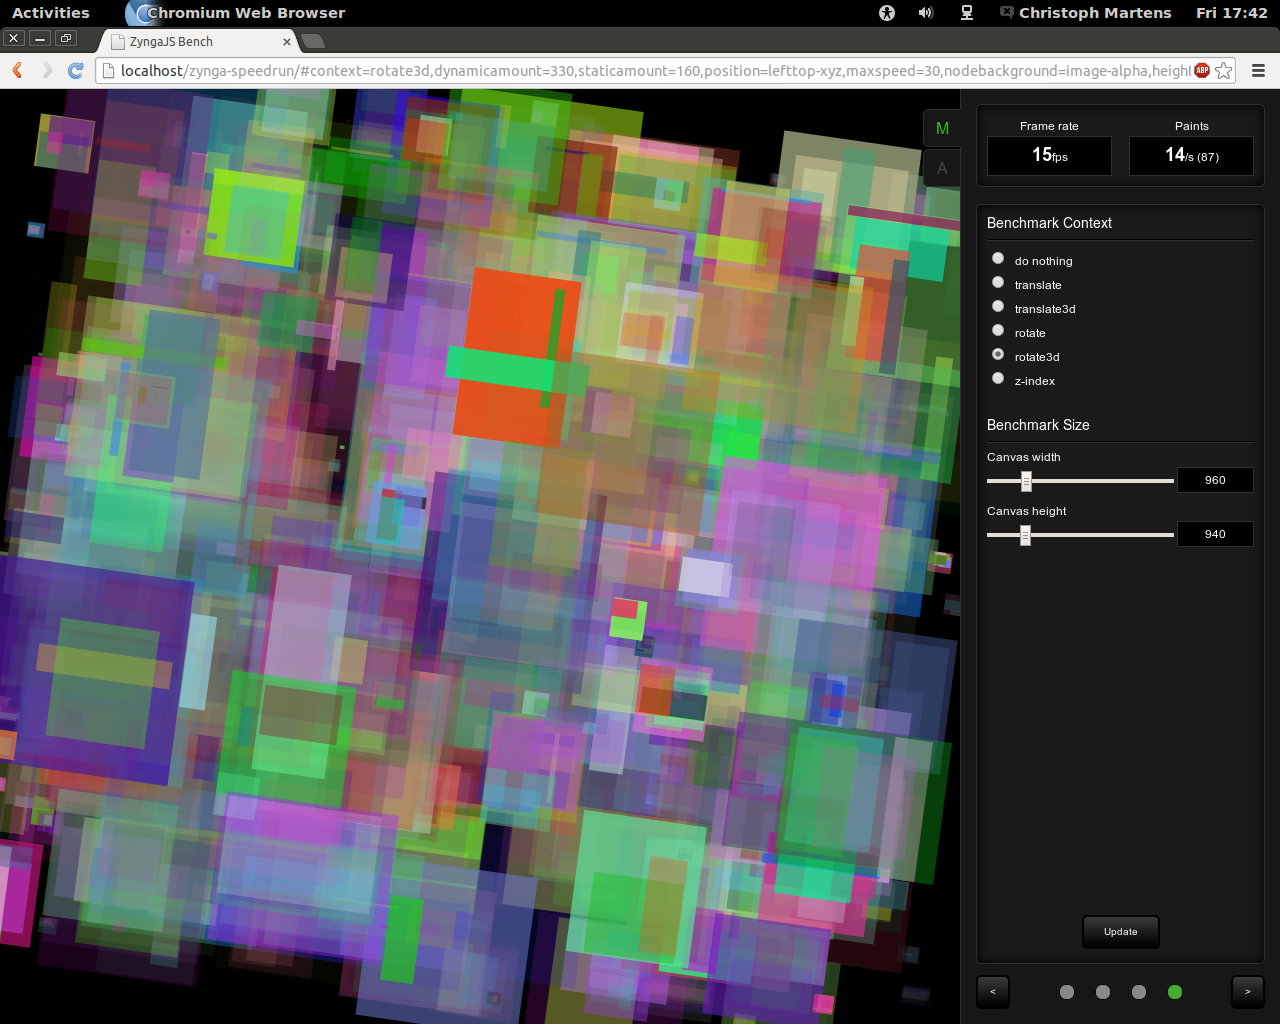 Activities
Chromium Web Browser
Christoph Martens
Fri 17:42
ZyngaJS Bench
localhost/zynga-speedrun/#context=rotate3d,dynamicamount=330,staticamount=160,position=lefttop-xyz,maxspeed=30,nodebackground=image-alpha,height
ABP
M
A
Frame rate
Paints
15fps
14/s (87)
Benchmark Context
do nothing
translate
translate3d
rotate
rotate3d
z-index
Benchmark Size
Canvas width
960
Canvas height
940
Update
<
>